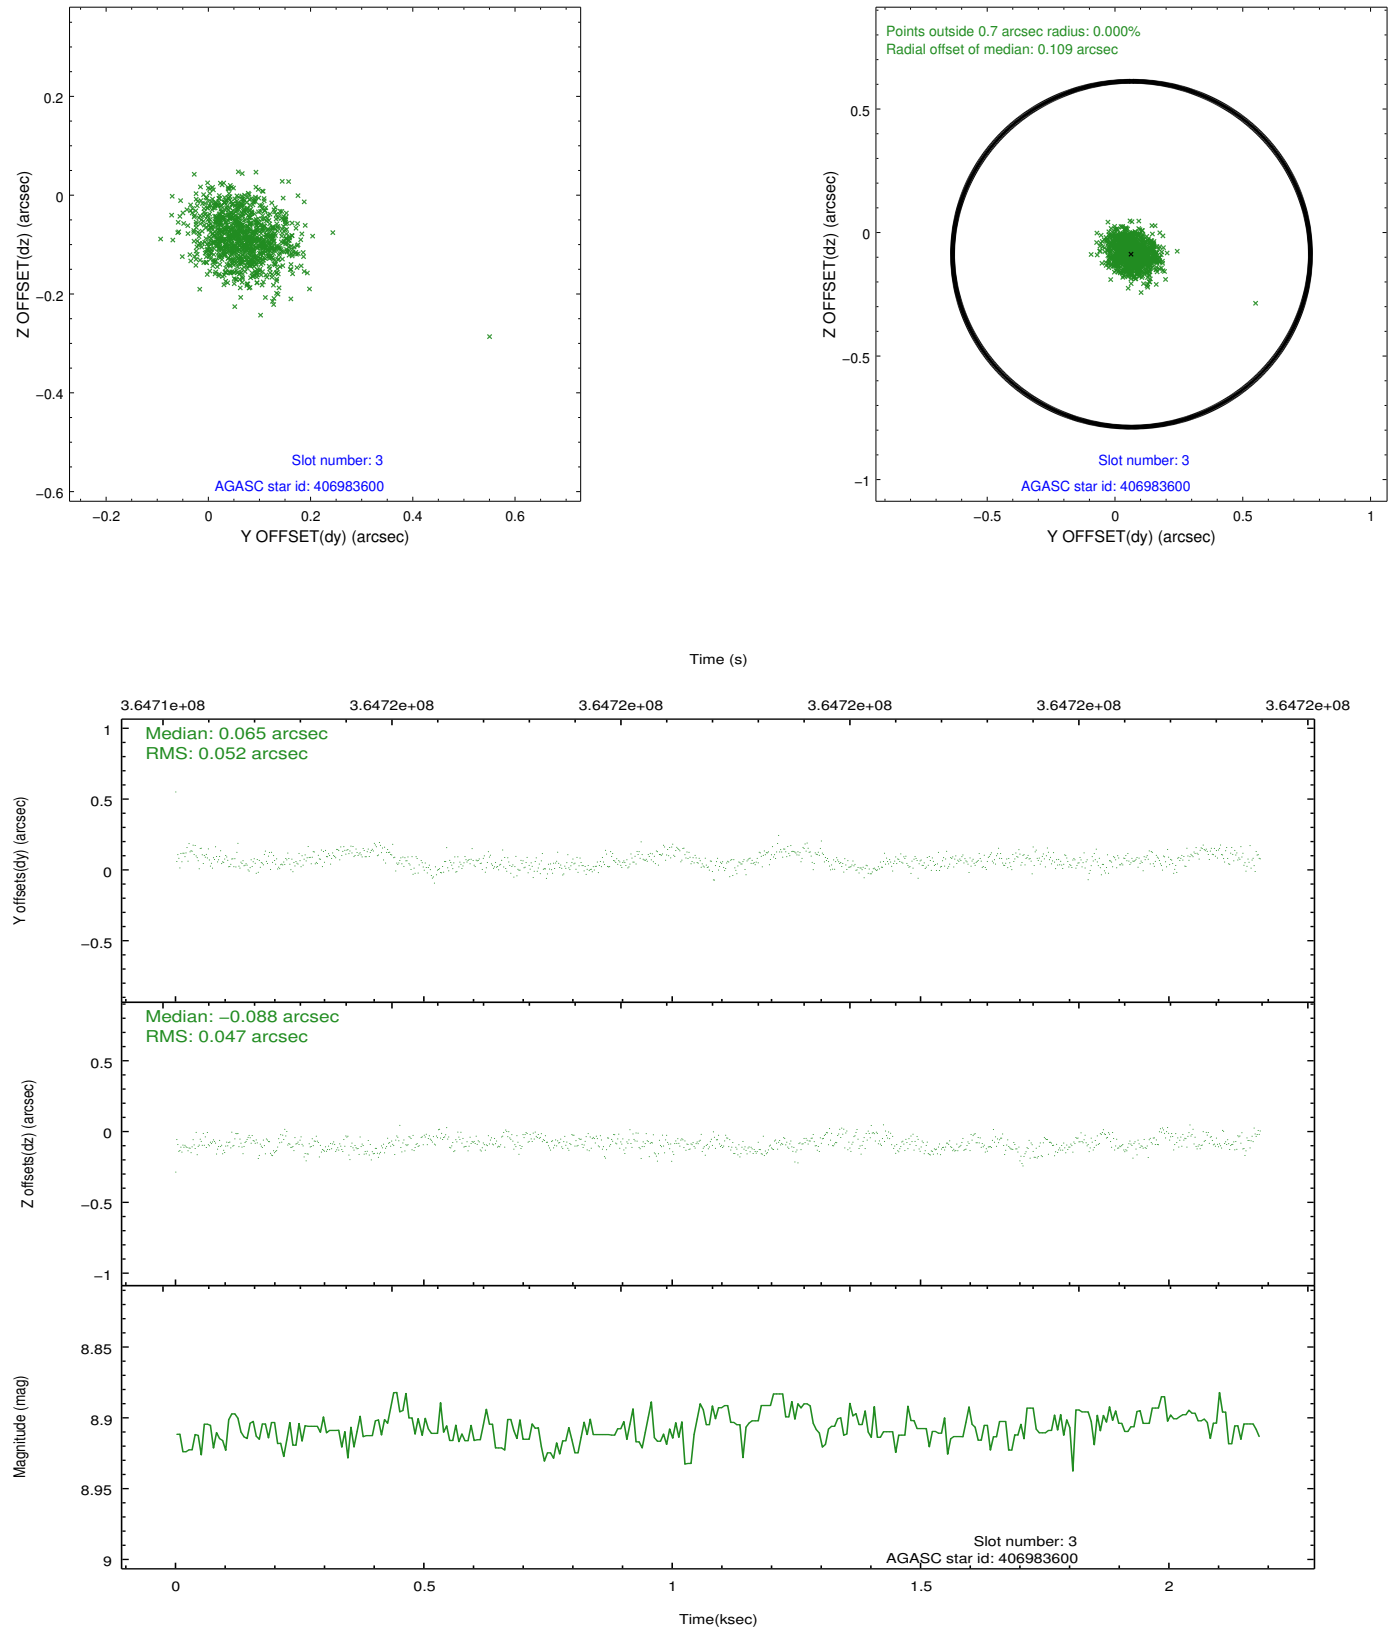 0.2
0
−0.2
−0.4
−0.6
Z OFFSET(dz) (arcsec)
Slot number: 3
AGASC star id: 406983600
−0.2
0
0.2
0.4
0.6
Y OFFSET(dy) (arcsec)
Points outside 0.7 arcsec radius: 0.000%
Radial offset of median: 0.109 arcsec
0.5
0
−0.5
−1
Z OFFSET(dz) (arcsec)
Slot number: 3
AGASC star id: 406983600
−0.5
0
0.5
1
Y OFFSET(dy) (arcsec)
Time (s)
3.6471e+08
3.6472e+08
3.6472e+08
3.6472e+08
3.6472e+08
3.6472e+08
Median: 0.065 arcsec
RMS: 0.052 arcsec
1
0.5
0
−0.5
Y offsets(dy) (arcsec)
Median: −0.088 arcsec
RMS: 0.047 arcsec
0.5
0
−0.5
−1
Z offsets(dz) (arcsec)
8.85
8.9
8.95
9
Magnitude (mag)
Slot number: 3
AGASC star id: 406983600
0
0.5
1
1.5
2
Time(ksec)